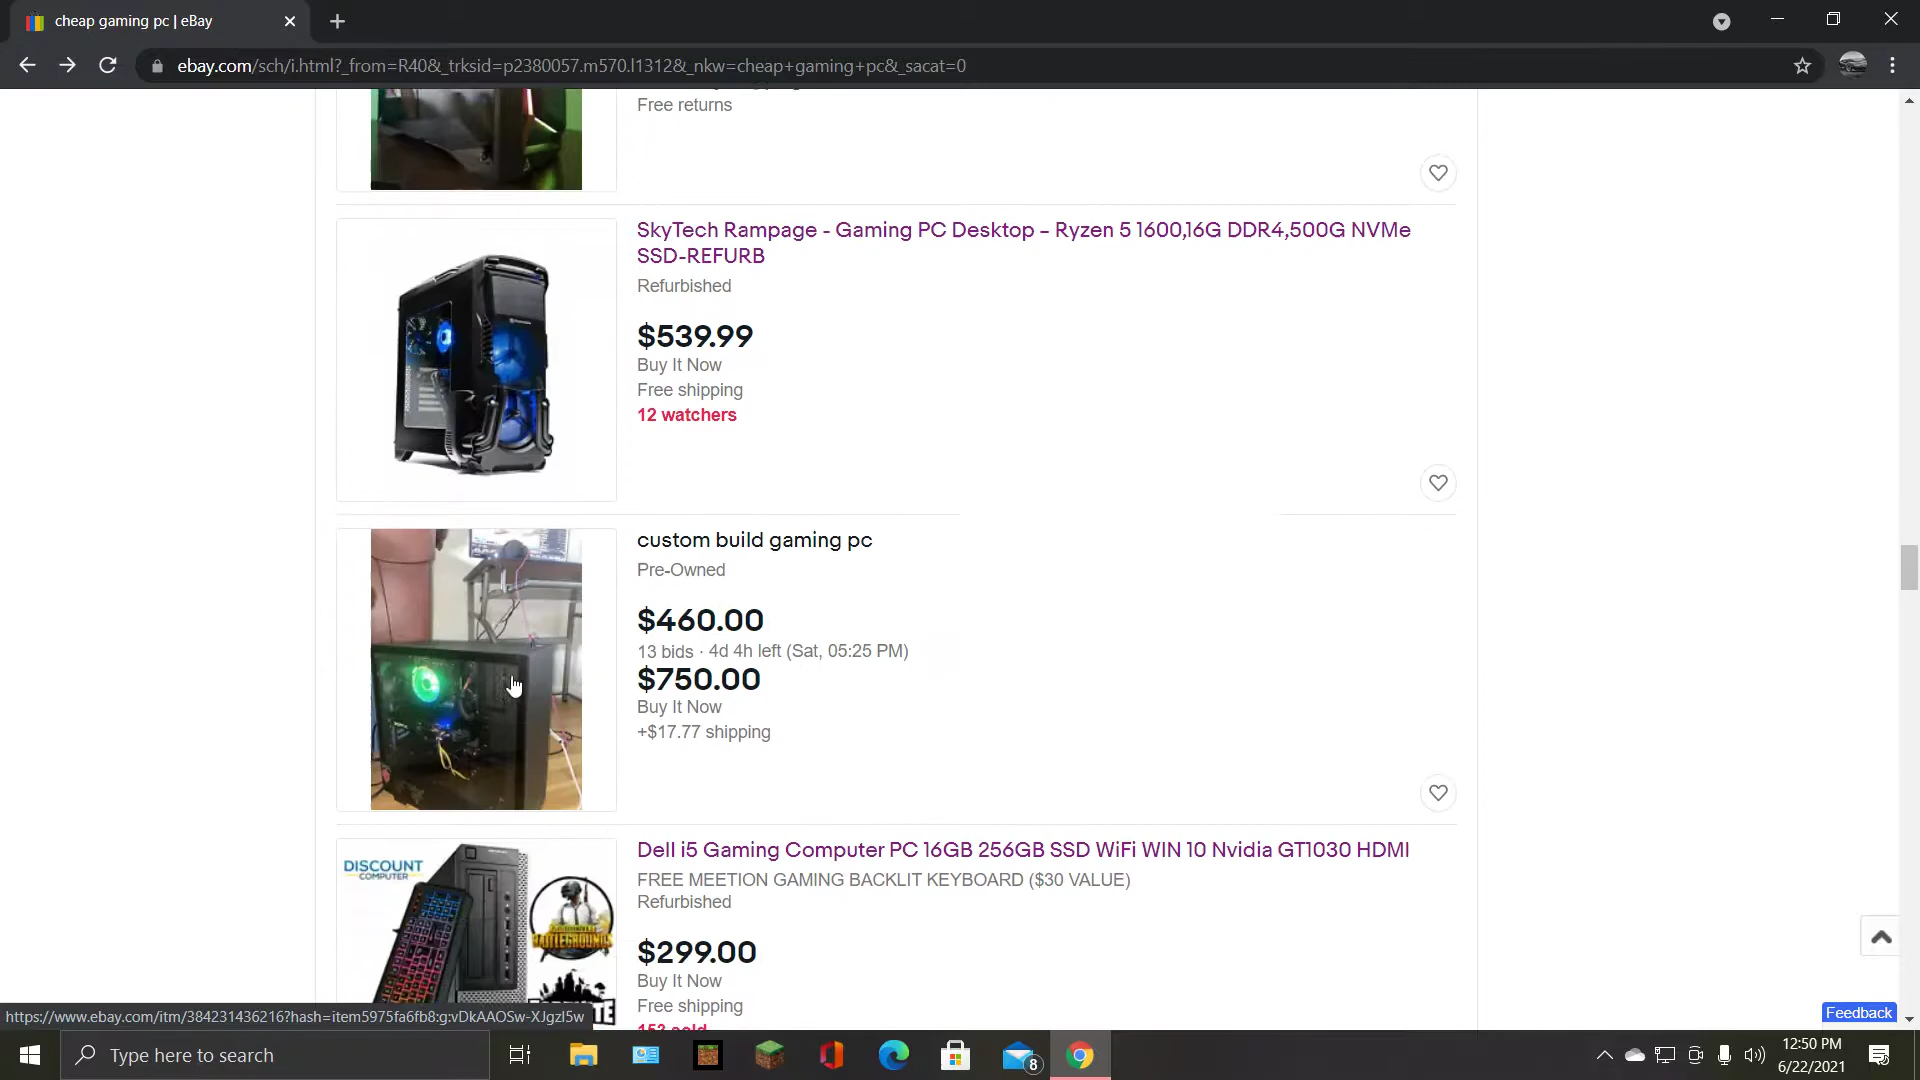 cheap gaming pc | eBay
ebay.com/sch/i.html?_from=R40&_trksid=p2380057.m570.l1312&_nkw=cheap+gaming+pc&_sacat=0
Free returns
SkyTech Rampage - Gaming PC Desktop – Ryzen 5 1600,16G DDR4,500G NVMe
SSD-REFURB
Refurbished
$539.99
Buy It Now
Free shipping
12 watchers
custom build gaming pc
Pre-Owned
$460.00
13 bids · 4d 4h left (Sat, 05:25 PM)
$750.00
Buy It Now
+$17.77 shipping
DISCOUNT
COMPUTER
BATTLEGROUNDS
Dell i5 Gaming Computer PC 16GB 256GB SSD WiFi WIN 10 Nvidia GT1030 HDMI
FREE MEETION GAMING BACKLIT KEYBOARD ($30 VALUE)
Refurbished
$299.00
Buy It Now
Free shipping
153 sold
Feedback
https://www.ebay.com/itm/384231436216?hash=item5975fa6fb8:g:vDkAAOSw-XJgzI5w
Type here to search
8
12:50 PM
6/22/2021